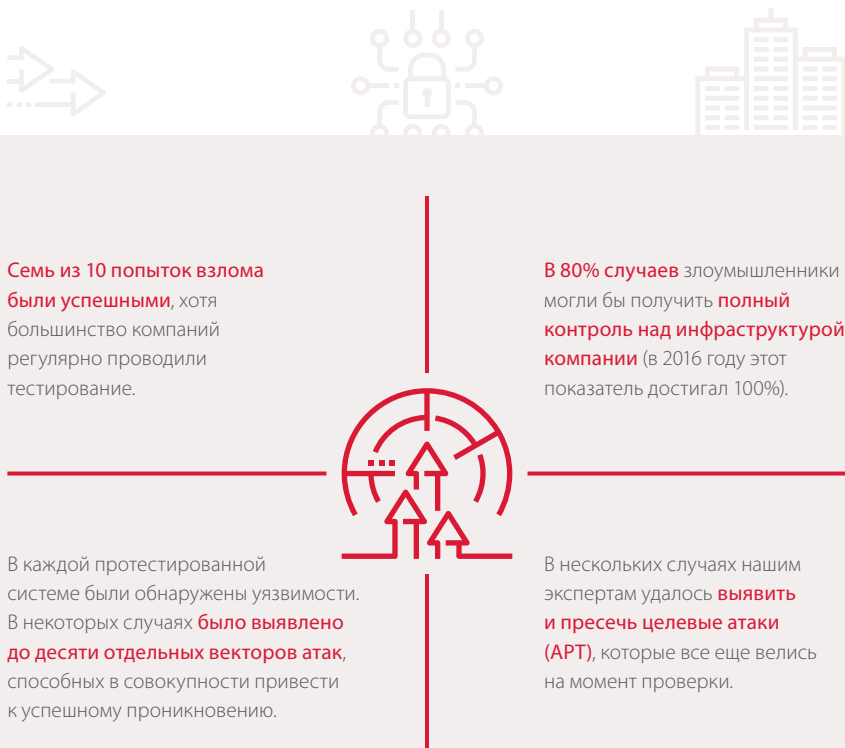 Семь из 10 попыток взлома
были успешными, хотя
большинство компаний
регулярно проводили
тестирование.
В 80% случаев злоумышленники
могли бы получить полный
контроль над инфраструктурой
компании (в 2016 году этот
показатель достигал 100%).
В каждой протестированной
системе были обнаружены уязвимости.
В некоторых случаях было выявлено
до десяти отдельных векторов атак,
способных в совокупности привести
к успешному проникновению.
В нескольких случаях нашим
экспертам удалось выявить
и пресечь целевые атаки
(APT), которые все еще велись
на момент проверки.